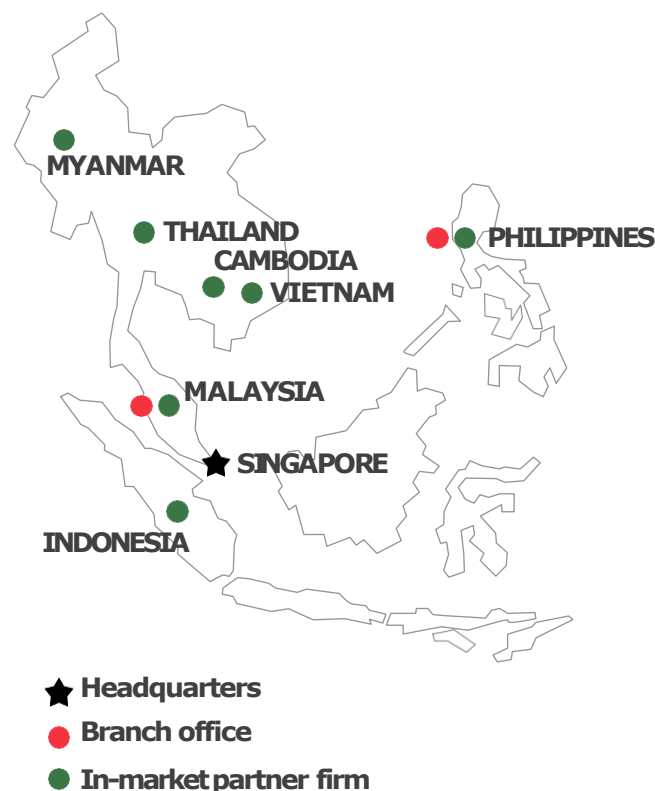 MYANMAR
THAILAND
PHILIPPINES
CAMBODIA
VIETNAM
MALAYSIA
SINGAPORE
INDONESIA
Headquarters
Branch office
In-market partner firm